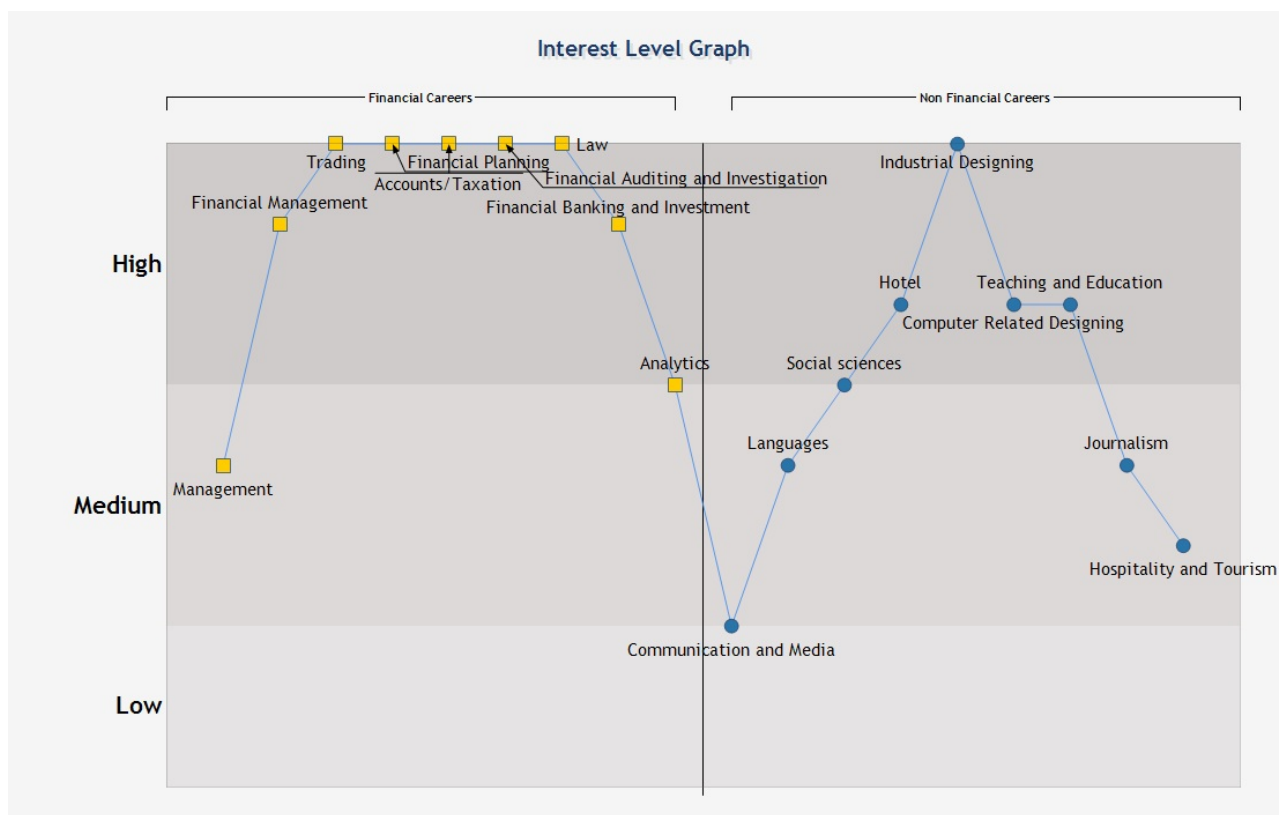 Interest Level Graph
Financial Careers
Non Financial Careers
Law
Trading
Financial Planning
Industrial Designing
Accounts/Taxation
Financial Auditing and Investigation
Financial Management
Financial Banking and Investment
High
Hotel
Teaching and Education
Computer Related Designing
Analytics
Social sciences
Languages
Journalism
Management
Medium
Hospitality and Tourism
Communication and Media
Low